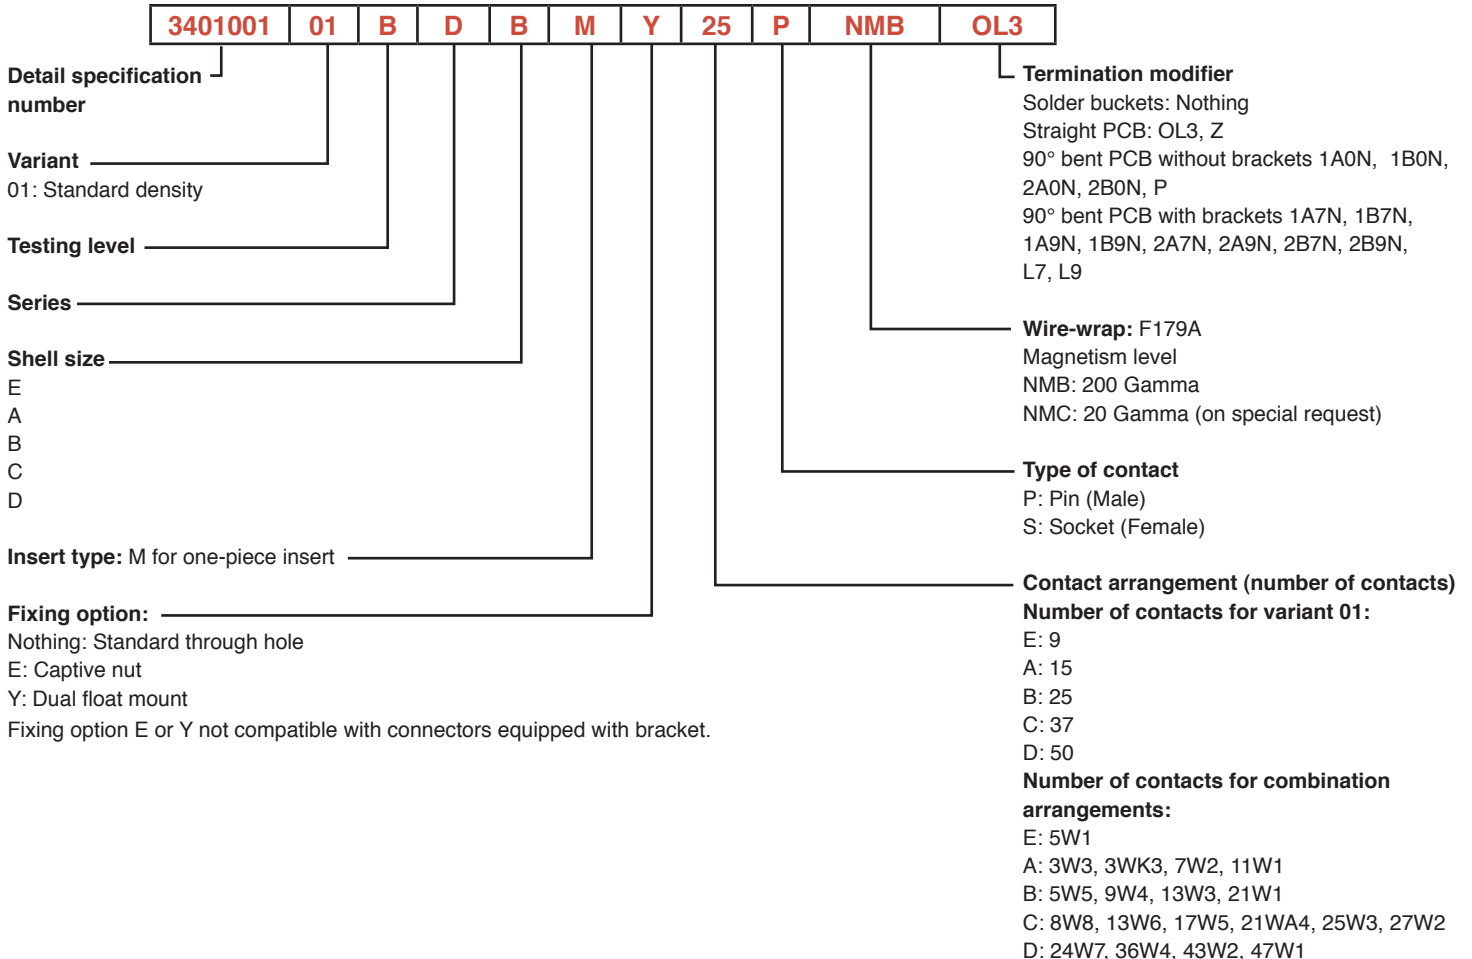 3401001 01 B D B M Y 25 P NMB OL3
Detail specification
number
Variant
01: Standard density
Testing level
Series
Shell size
E
A
B
C
D
Insert type: M for one-piece insert
Fixing option:
Nothing: Standard through hole
E: Captive nut
Y: Dual float mount
Fixing option E or Y not compatible with connectors equipped with bracket.
Termination modifier
Solder buckets: Nothing
Straight PCB: OL3, Z
90° bent PCB without brackets 1A0N, 1B0N,
2A0N, 2B0N, P
90° bent PCB with brackets 1A7N, 1B7N,
1A9N, 1B9N, 2A7N, 2A9N, 2B7N, 2B9N,
L7, L9
Wire-wrap: F179A
Magnetism level
NMB: 200 Gamma
NMC: 20 Gamma (on special request)
Type of contact
P: Pin (Male)
S: Socket (Female)
Contact arrangement (number of contacts)
Number of contacts for variant 01:
E: 9
A: 15
B: 25
C: 37
D: 50
Number of contacts for combination
arrangements:
E: 5W1
A: 3W3, 3WK3, 7W2, 11W1
B: 5W5, 9W4, 13W3, 21W1
C: 8W8, 13W6, 17W5, 21WA4, 25W3, 27W2
D: 24W7, 36W4, 43W2, 47W1